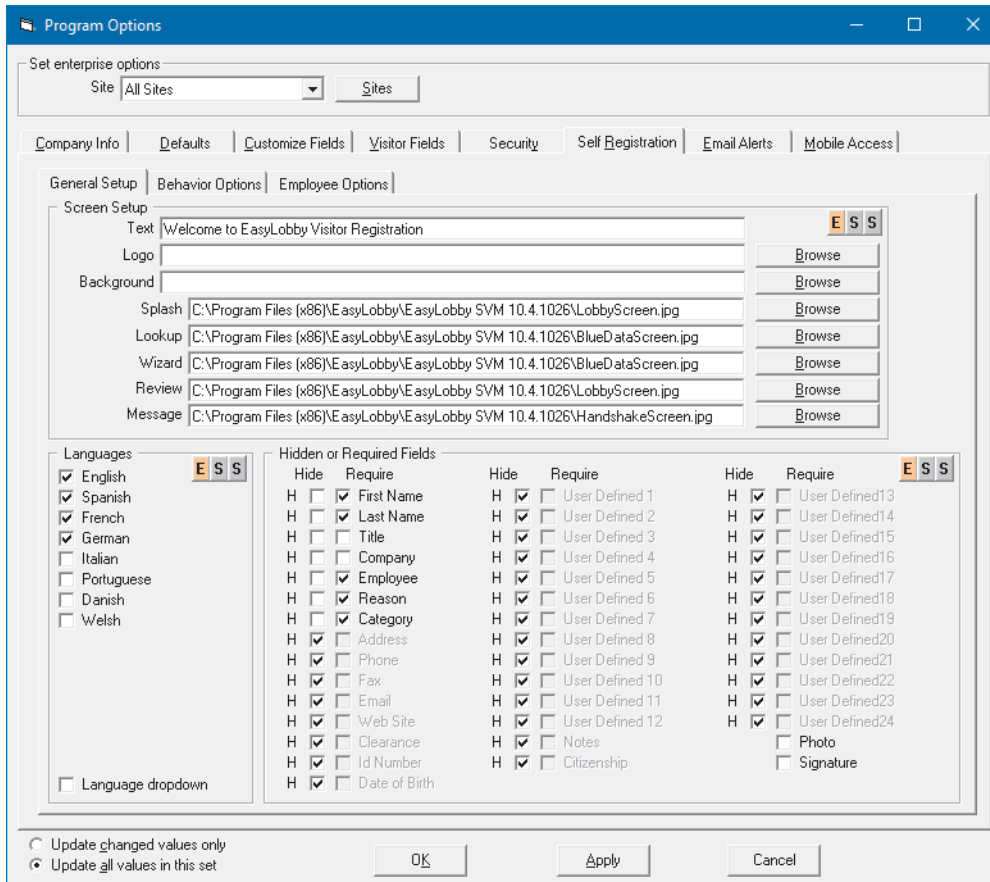 Program Options
Set enterprise options
Site All Sites Sites
Company Info Defaults Customize Fields Visitor Fields Security Self Registration Email Alerts Mobile Access
General Setup Behavior Options Employee Options
Screen Setup
E S S
Text Welcome to EasyLobby Visitor Registration
Logo Browse
Background Browse
Splash C:\Program Files (x86)\EasyLobby\EasyLobby SVM 10.4.1026\LobbyScreen.jpg Browse
Lookup C:\Program Files (x86)\EasyLobby\EasyLobby SVM 10.4.1026\BlueDataScreen.jpg Browse
Wizard C:\Program Files (x86)\EasyLobby\EasyLobby SVM 10.4.1026\BlueDataScreen.jpg Browse
Review C:\Program Files (x86)\EasyLobby\EasyLobby SVM 10.4.1026\LobbyScreen.jpg Browse
Message C:\Program Files (x86)\EasyLobby\EasyLobby SVM 10.4.1026\HandshakeScreen.jpg Browse
Languages
E S S
English
Spanish
French
German
Italian
Portuguese
Danish
Welsh
Language dropdown
Hidden or Required Fields
Hide Require Hide Require Hide Require E S S
H First Name H User Defined 1 H User Defined13
H Last Name H User Defined 2 H User Defined14
H Title H User Defined 3 H User Defined15
H Company H User Defined 4 H User Defined16
H Employee H User Defined 5 H User Defined17
H Reason H User Defined 6 H User Defined18
H Category H User Defined 7 H User Defined19
H Address H User Defined 8 H User Defined20
H Phone H User Defined 9 H User Defined21
H Fax H User Defined 10 H User Defined22
H Email H User Defined 11 H User Defined23
H Web Site H User Defined 12 H User Defined24
H Clearance H Notes Photo
H Id Number H Citizenship Signature
H Date of Birth
Update changed values only
Update all values in this set
OK Apply Cancel